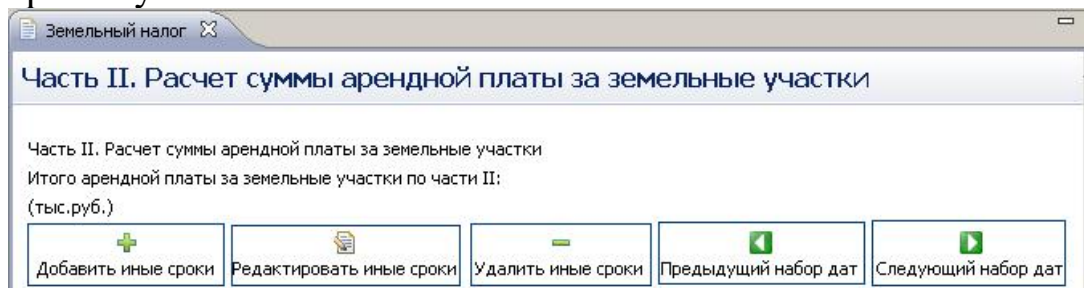 Земельный налог
Часть II. Расчет суммы арендной платы за земельные участки
Часть II. Расчет суммы арендной платы за земельные участки
Итого арендной платы за земельные участки по части II:
(тыс.руб.)
Добавить иные сроки Редактировать иные сроки Удалить иные сроки Предыдущий набор дат Следующий набор дат